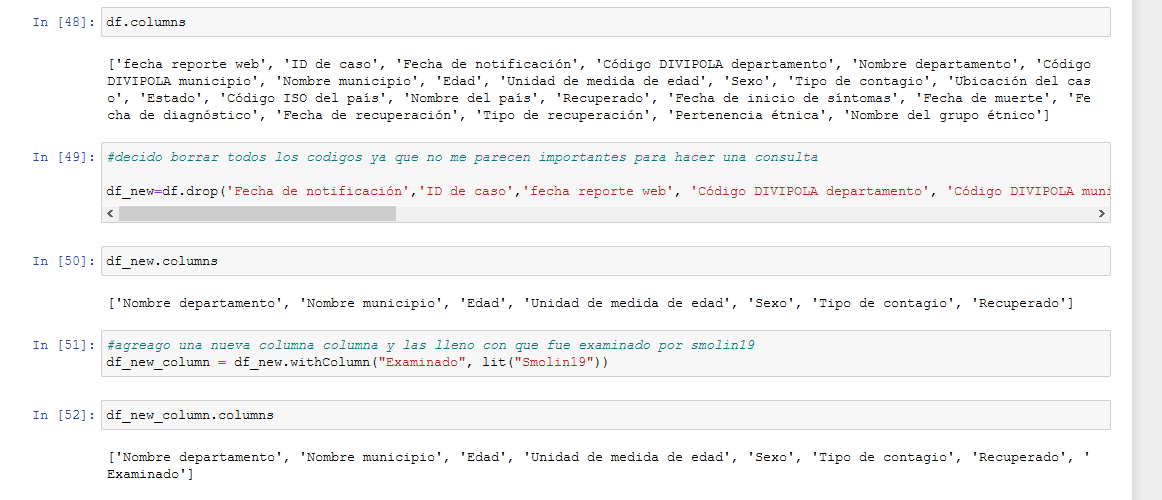 In [48]: df.columns
['fecha reporte web', 'ID de caso', 'Fecha de notificación', 'Código DIVIPOLA departamento', 'Nombre departamento', 'Código
DIVIPOLA municipio', 'Nombre municipio', 'Edad', 'Unidad de medida de edad', 'Sexo', 'Tipo de contagio', 'Ubicación del cas
o', 'Estado', 'Código ISO del país', 'Nombre del país', 'Recuperado', 'Fecha de inicio de síntomas', 'Fecha de muerte', 'Fe
cha de diagnóstico', 'Fecha de recuperación', 'Tipo de recuperación', 'Pertenencia étnica', 'Nombre del grupo étnico']
In [49]: #decido borrar todos los codigos ya que no me parecen importantes para hacer una consulta
df_new=df.drop('Fecha de notificación','ID de caso','fecha reporte web', 'Código DIVIPOLA departamento', 'Código DIVIPOLA muni
In [50]: df_new.columns
['Nombre departamento', 'Nombre municipio', 'Edad', 'Unidad de medida de edad', 'Sexo', 'Tipo de contagio', 'Recuperado']
In [51]: #agreago una nueva columna columna y las lleno con que fue examinado por smolin19
df_new_column = df_new.withColumn("Examinado", lit("Smolin19"))
In [52]: df_new_column.columns
['Nombre departamento', 'Nombre municipio', 'Edad', 'Unidad de medida de edad', 'Sexo', 'Tipo de contagio', 'Recuperado', '
Examinado']